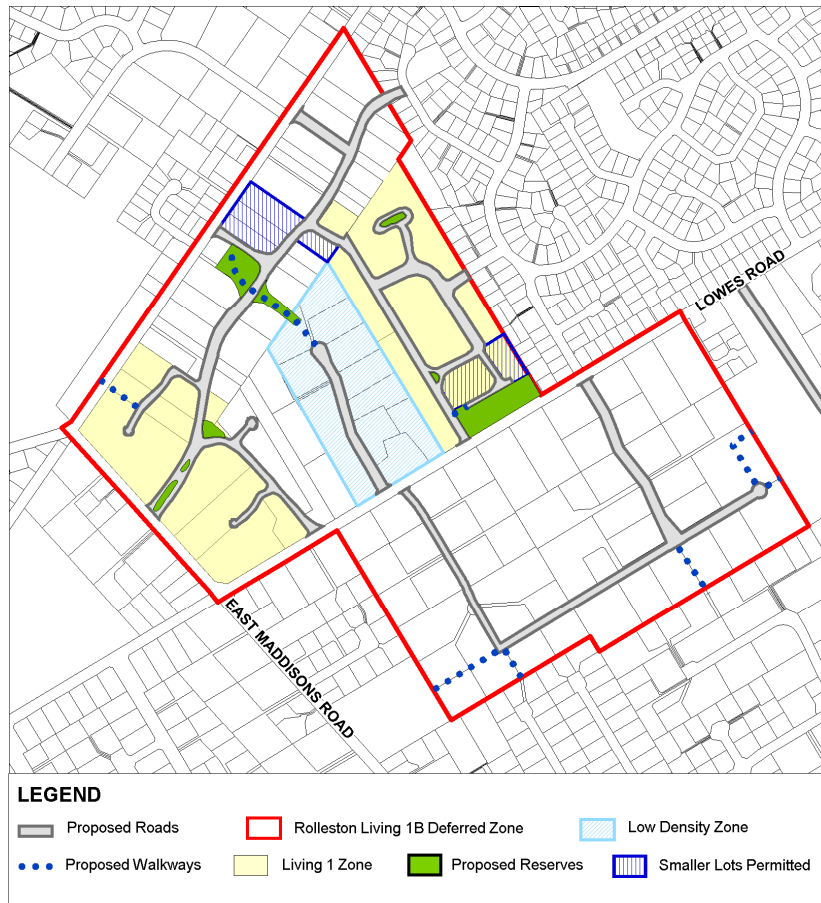 LOWES ROAD
EAST MADDISONS ROAD
LEGEND
Proposed Roads
Rolleston Living 1B Deferred Zone
Low Density Zone
Proposed Walkways
Living 1 Zone
Proposed Reserves
Smaller Lots Permitted